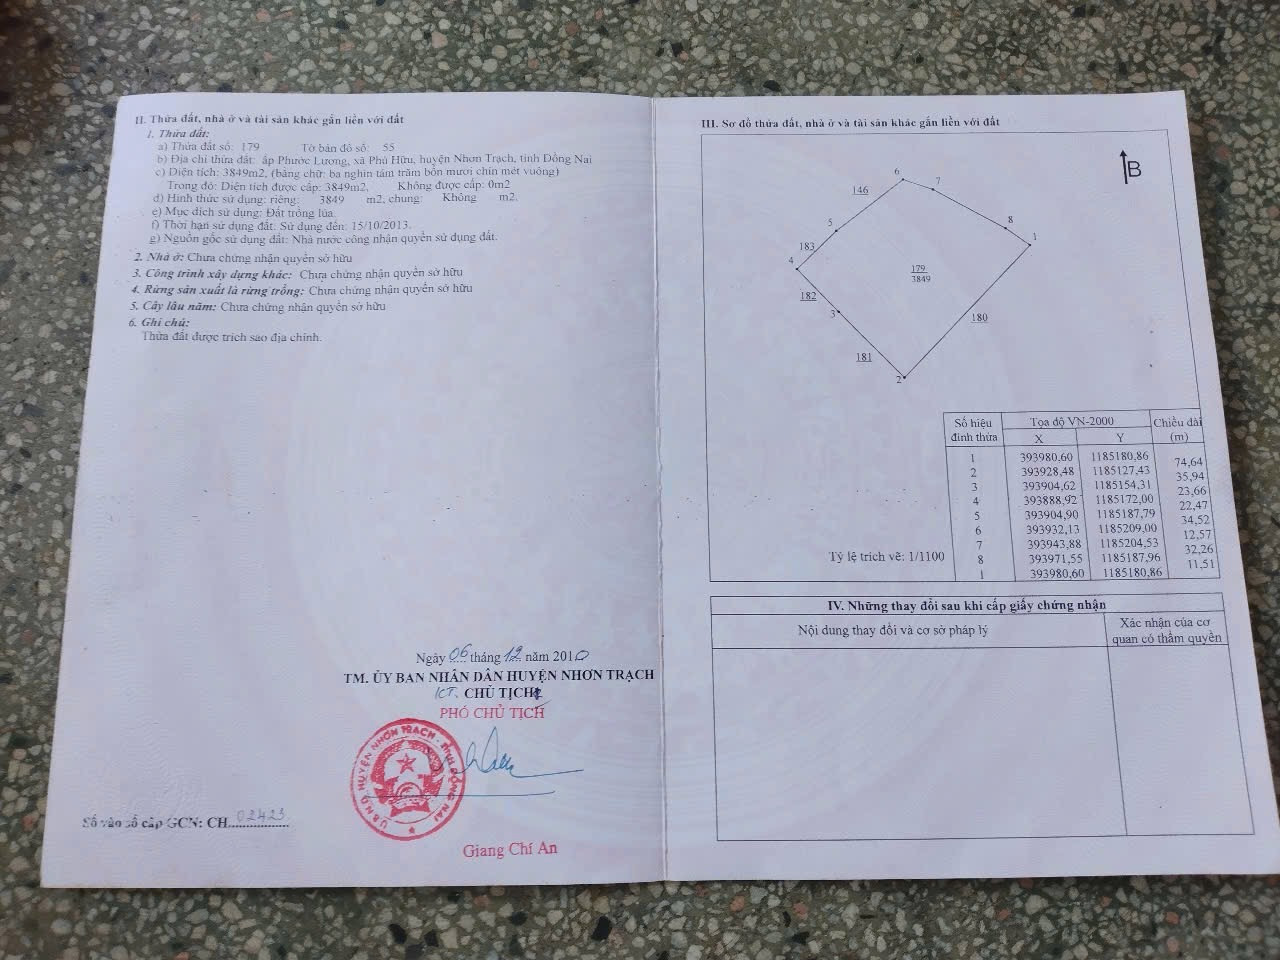 II. Thửa đất, nhà ở và tài sản khác gắn liền với đất
1. Thửa đất:
a) Thửa đất số: 179 Tờ bản đồ số: 55
b) Địa chỉ thửa đất: ấp Phước Lương, xã Phú Hữu, huyện Nhơn Trạch, tỉnh Đồng Nai
c) Diện tích: 3849m2, (bằng chữ: ba nghìn tám trăm bốn mươi chín mét vuông)
Trong đó: Diện tích được cấp: 3849m2, Không được cấp: 0m2
d) Hình thức sử dụng: riêng: 3849 m2, chung: Không m2.
e) Mục đích sử dụng: Đất trồng lúa.
f) Thời hạn sử dụng đất: Sử dụng đến: 15/10/2013.
g) Nguồn gốc sử dụng đất: Nhà nước công nhận quyền sử dụng đất.
2. Nhà ở: Chưa chứng nhận quyền sở hữu
3. Công trình xây dựng khác: Chưa chứng nhận quyền sở hữu
4. Rừng sản xuất là rừng trồng: Chưa chứng nhận quyền sở hữu
5. Cây lâu năm: Chưa chứng nhận quyền sở hữu
6. Ghi chú:
Thửa đất được trích sao địa chính.
Ngày 06 tháng 12 năm 2010
TM. ỦY BAN NHÂN DÂN HUYỆN NHƠN TRẠCH
KT. CHỦ TỊCH
PHÓ CHỦ TỊCH
U.B.N.D. HUYỆN NHƠN TRẠCH - TỈNH ĐỒNG NAI
Giang Chí An
Số vào sổ cấp GCN: CH 02423
III. Sơ đồ thửa đất, nhà ở và tài sản khác gắn liền với đất
B
6
7
146
5
8
1
183
4
179
3849
182
3
180
181
2
Số hiệu đỉnh thửa Tọa độ VN-2000 Chiều dài (m)
X Y
1 393980,60 1185180,86
74,64
2 393928,48 1185127,43
35,94
3 393904,62 1185154,31
23,66
4 393888,92 1185172,00
22,47
5 393904,90 1185187,79
34,52
6 393932,13 1185209,00
12,57
7 393943,88 1185204,53
32,26
8 393971,55 1185187,96
11,51
1 393980,60 1185180,86
Tỷ lệ trích vẽ: 1/1100
IV. Những thay đổi sau khi cấp giấy chứng nhận
Nội dung thay đổi và cơ sở pháp lý Xác nhận của cơ quan có thẩm quyền